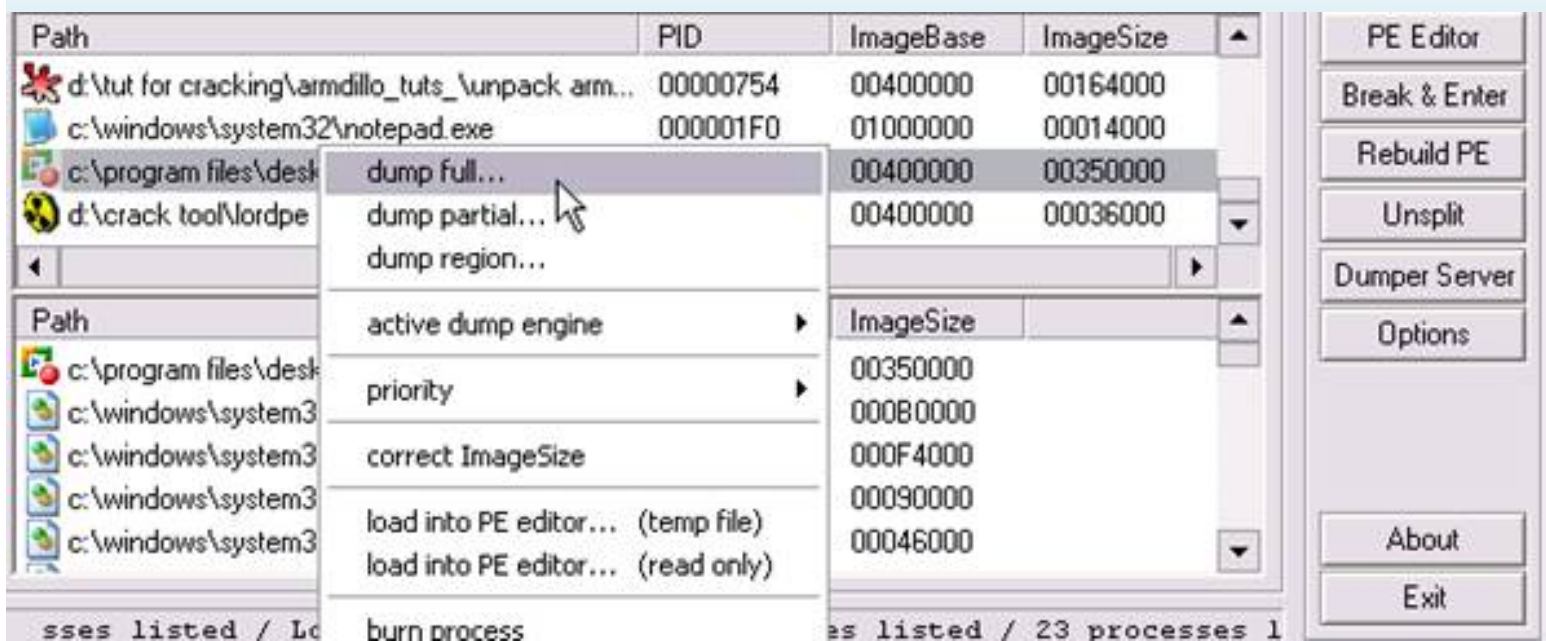 Path PID ImageBase ImageSize
d:\tut for cracking\armdillo_tuts_\unpack arm... 00000754 00400000 00164000
c:\windows\system32\notepad.exe 000001F0 01000000 00014000
c:\program files\desk 00400000 00350000
d:\crack tool\lordpe 00400000 00036000
dump full...
dump partial...
dump region...
active dump engine
priority
correct ImageSize
load into PE editor... (temp file)
load into PE editor... (read only)
burn process
Path ImageSize
c:\program files\desk 00350000
c:\windows\system3 000B0000
c:\windows\system3 000F4000
c:\windows\system3 00090000
c:\windows\system3 00046000
sses listed / Lo es listed / 23 processes l
PE Editor
Break & Enter
Rebuild PE
Unsplit
Dumper Server
Options
About
Exit